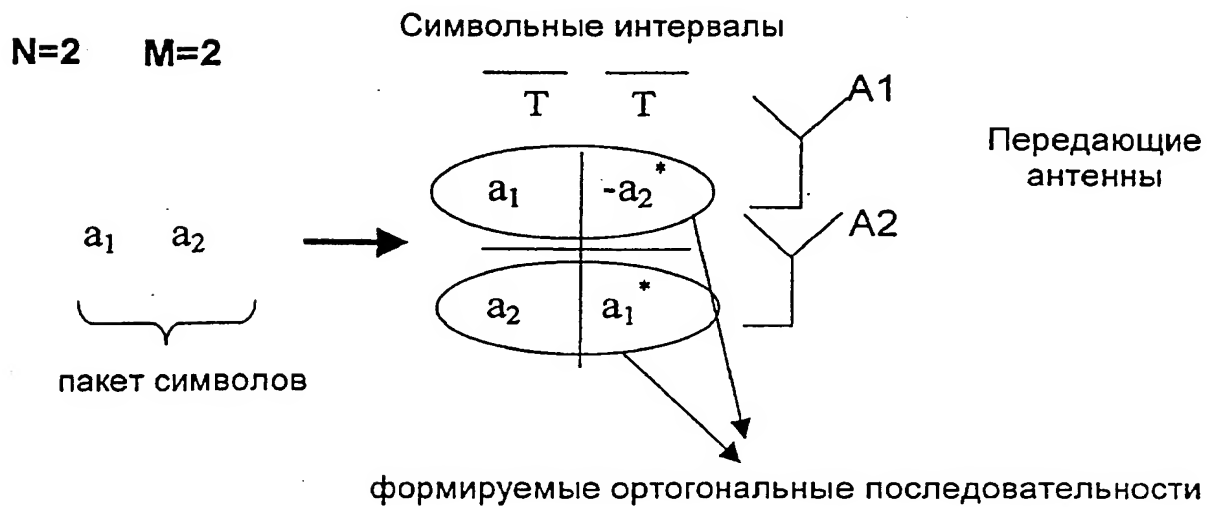 N=2 M=2
Символьные интервалы
T T
A1
Передающие
антенны
a₁ -a₂*
a₁ a₂
A2
a₂ a₁*
пакет символов
формируемые ортогональные последовательности